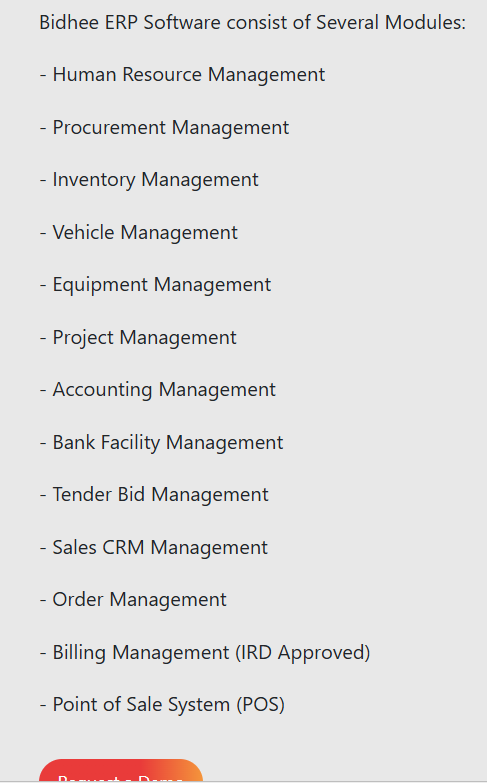 Bidhee ERP Software consist of Several Modules:
- Human Resource Management
- Procurement Management
- Inventory Management
- Vehicle Management
- Equipment Management
- Project Management
- Accounting Management
- Bank Facility Management
- Tender Bid Management
- Sales CRM Management
- Order Management
- Billing Management (IRD Approved)
- Point of Sale System (POS)
Request a Demo